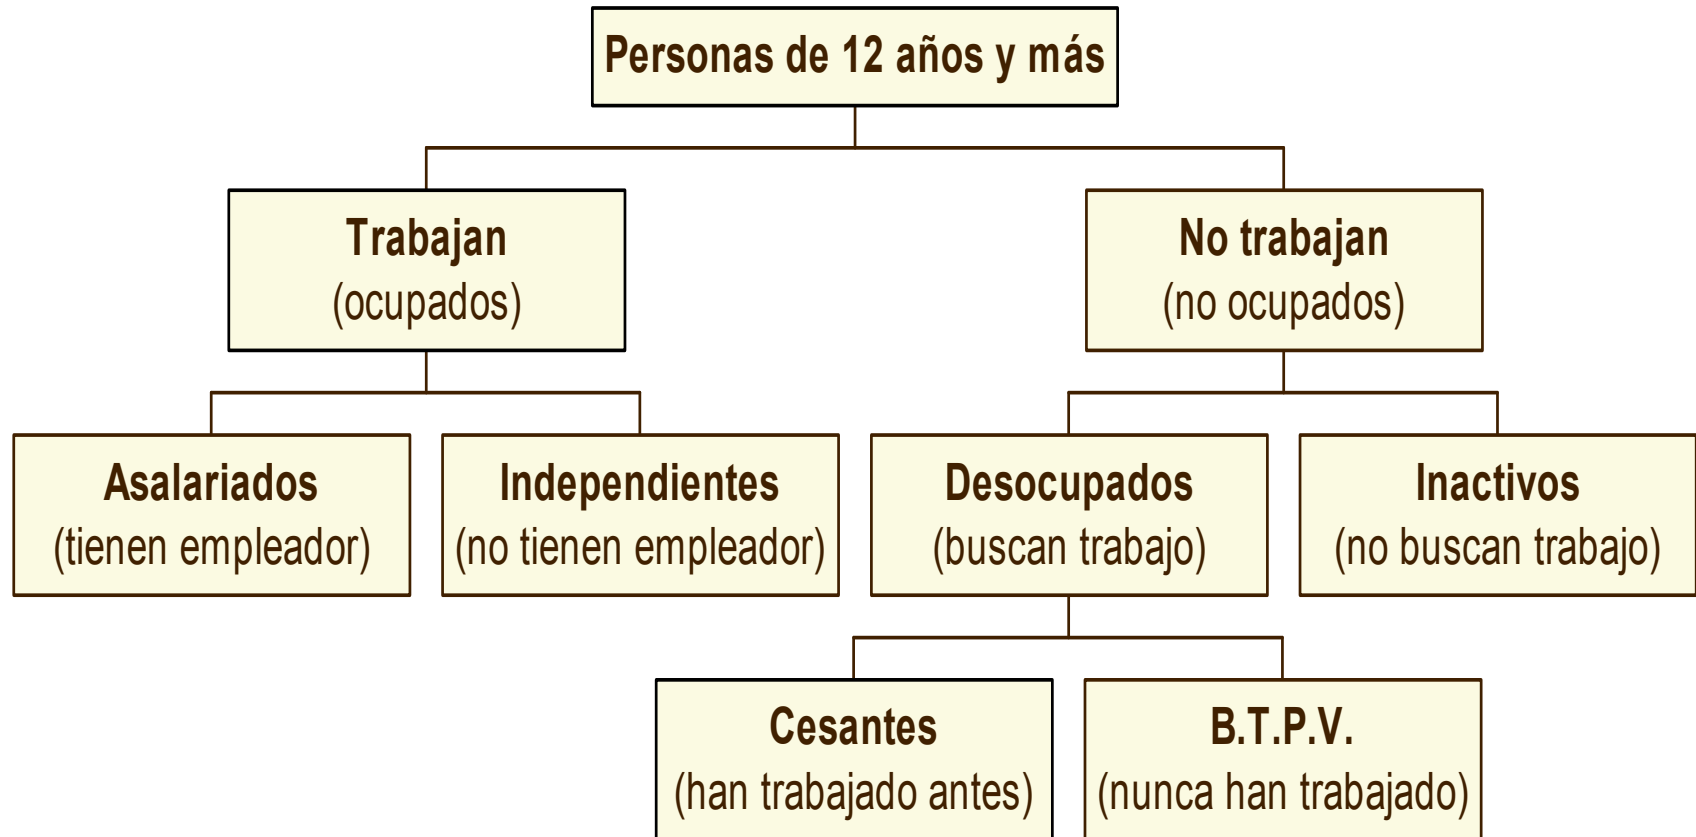 Personas de 12 años y más
Trabajan
(ocupados)
No trabajan
(no ocupados)
Asalariados
(tienen empleador)
Independientes
(no tienen empleador)
Desocupados
(buscan trabajo)
Inactivos
(no buscan trabajo)
Cesantes
(han trabajado antes)
B.T.P.V.
(nunca han trabajado)